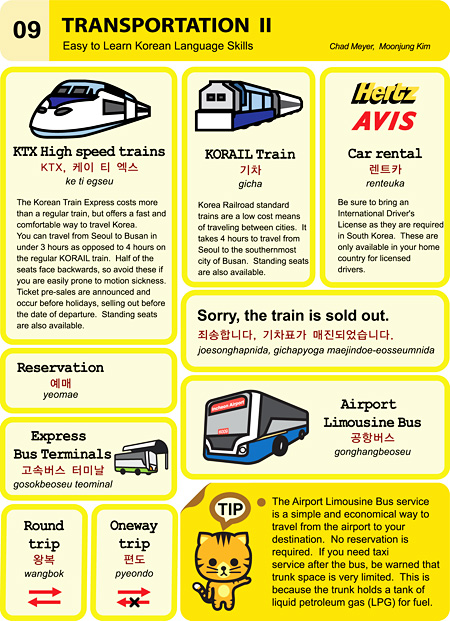 09
TRANSPORTATION II
Easy to Learn Korean Language Skills
Chad Meyer, Moonjung Kim
KTX High speed trains
KTX, 케이 티 엑스
ke ti egseu
The Korean Train Express costs more
than a regular train, but offers a fast and
comfortable way to travel Korea.
You can travel from Seoul to Busan in
under 3 hours as opposed to 4 hours on
the regular KORAIL train. Half of the
seats face backwards, so avoid these if
you are easily prone to motion sickness.
Ticket pre-sales are announced and
occur before holidays, selling out before
the date of departure. Standing seats
are also available.
KORAIL Train
기차
gicha
Korea Railroad standard
trains are a low cost means
of traveling between cities. It
takes 4 hours to travel from
Seoul to the southernmost
city of Busan. Standing seats
are also available.
Hertz
AVIS
Car rental
렌트카
renteuka
Be sure to bring an
International Driver's
License as they are required
in South Korea. These are
only available in your home
country for licensed
drivers.
Sorry, the train is sold out.
죄송합니다, 기차표가 매진되었습니다.
joesonghapnida, gichapyoga maejindoe-eosseumnida
Reservation
예매
yeomae
Express
Bus Terminals
고속버스 터미날
gosokbeoseu teominal
Incheon Airport
Airport
Limousine Bus
공항버스
gonghangbeoseu
Round
trip
왕복
wangbok
Oneway
trip
편도
pyeondo
TIP
The Airport Limousine Bus service
is a simple and economical way to
travel from the airport to your
destination. No reservation is
required. If you need taxi
service after the bus, be warned that
trunk space is very limited. This is
because the trunk holds a tank of
liquid petroleum gas (LPG) for fuel.